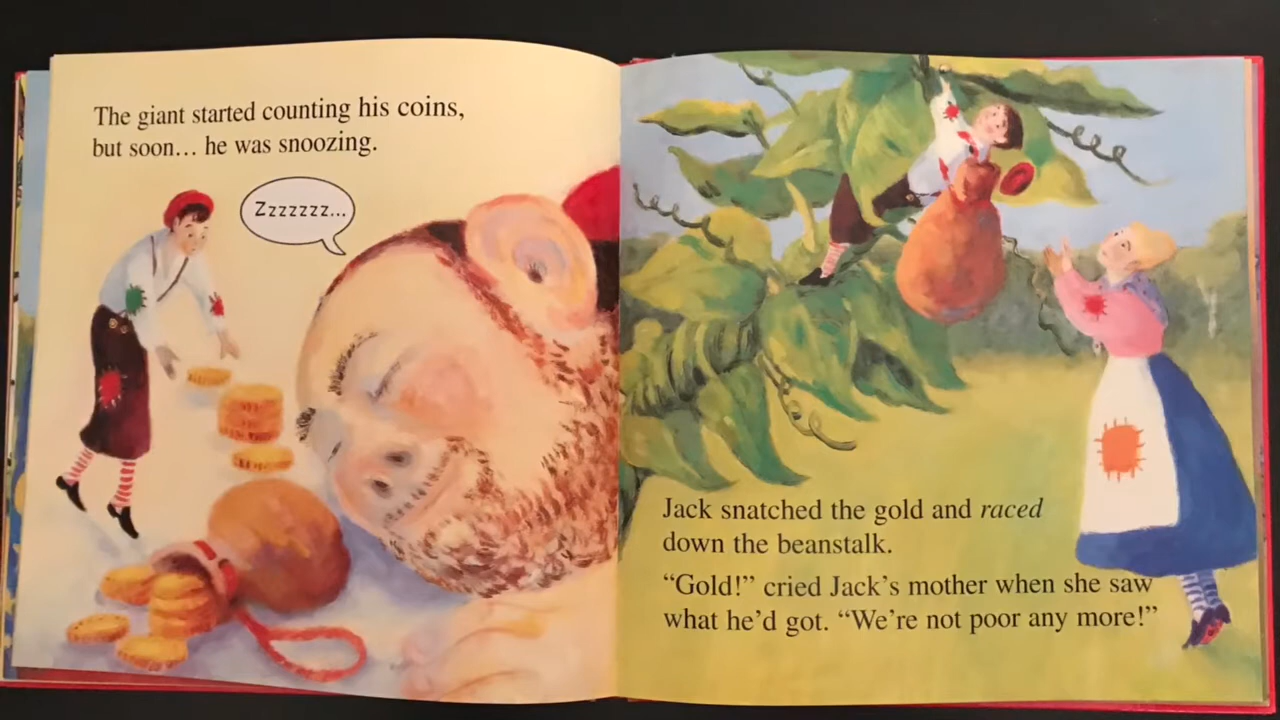 The giant started counting his coins,
but soon... he was snoozing.
Zzzzzzz...
Jack snatched the gold and raced
down the beanstalk.
“Gold!” cried Jack’s mother when she saw
what he’d got. “We’re not poor any more!”